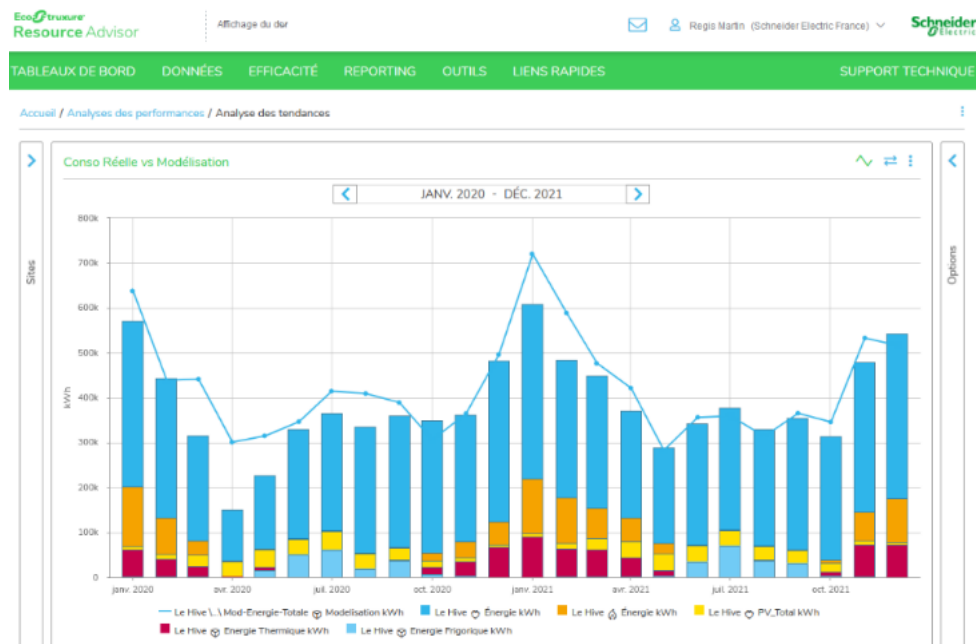 EcoStruxure
Resource Advisor
Affichage du der
Regis Martin (Schneider Electric France)
Schneider
Electric
TABLEAUX DE BORD DONNÉES EFFICACITÉ REPORTING OUTILS LIENS RAPIDES SUPPORT TECHNIQUE
Accueil / Analyses des performances / Analyse des tendances
Conso Réelle vs Modélisation
JANV. 2020 - DÉC. 2021
Sites
Options
kWh
800k
700k
600k
500k
400k
300k
200k
100k
0
janv. 2020 avr. 2020 juil. 2020 oct. 2020 janv. 2021 avr. 2021 juil. 2021 oct. 2021
Le Hive \..\ Mod-Energie-Totale Modelisation kWh Le Hive Énergie kWh Le Hive Énergie kWh Le Hive PV_Total kWh
Le Hive Energie Thermique kWh Le Hive Energie Frigorique kWh